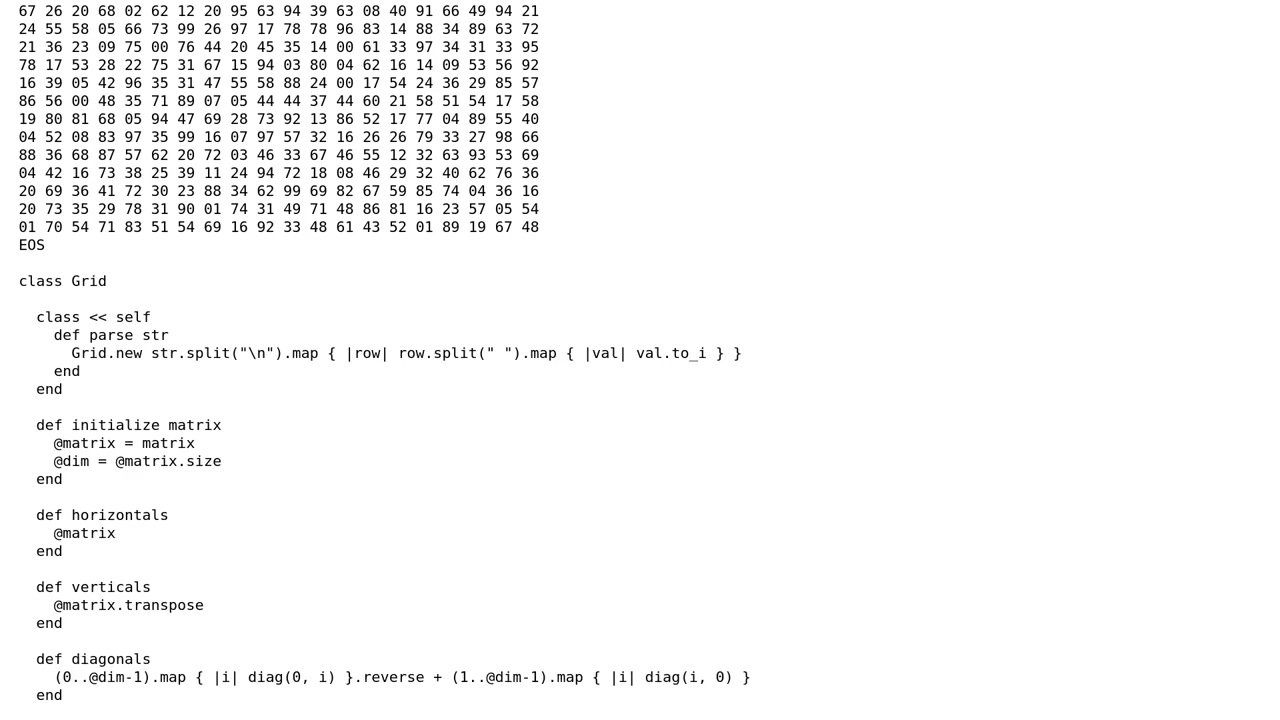 67 26 20 68 02 62 12 20 95 63 94 39 63 08 40 91 66 49 94 21
24 55 58 05 66 73 99 26 97 17 78 78 96 83 14 88 34 89 63 72
21 36 23 09 75 00 76 44 20 45 35 14 00 61 33 97 34 31 33 95
78 17 53 28 22 75 31 67 15 94 03 80 04 62 16 14 09 53 56 92
16 39 05 42 96 35 31 47 55 58 88 24 00 17 54 24 36 29 85 57
86 56 00 48 35 71 89 07 05 44 44 37 44 60 21 58 51 54 17 58
19 80 81 68 05 94 47 69 28 73 92 13 86 52 17 77 04 89 55 40
04 52 08 83 97 35 99 16 07 97 57 32 16 26 26 79 33 27 98 66
88 36 68 87 57 62 20 72 03 46 33 67 46 55 12 32 63 93 53 69
04 42 16 73 38 25 39 11 24 94 72 18 08 46 29 32 40 62 76 36
20 69 36 41 72 30 23 88 34 62 99 69 82 67 59 85 74 04 36 16
20 73 35 29 78 31 90 01 74 31 49 71 48 86 81 16 23 57 05 54
01 70 54 71 83 51 54 69 16 92 33 48 61 43 52 01 89 19 67 48
EOS

class Grid

  class << self
    def parse str
      Grid.new str.split("\n").map { |row| row.split(" ").map { |val| val.to_i } }
    end
  end

  def initialize matrix
    @matrix = matrix
    @dim = @matrix.size
  end

  def horizontals
    @matrix
  end

  def verticals
    @matrix.transpose
  end

  def diagonals
    (0..@dim-1).map { |i| diag(0, i) }.reverse + (1..@dim-1).map { |i| diag(i, 0) }
  end